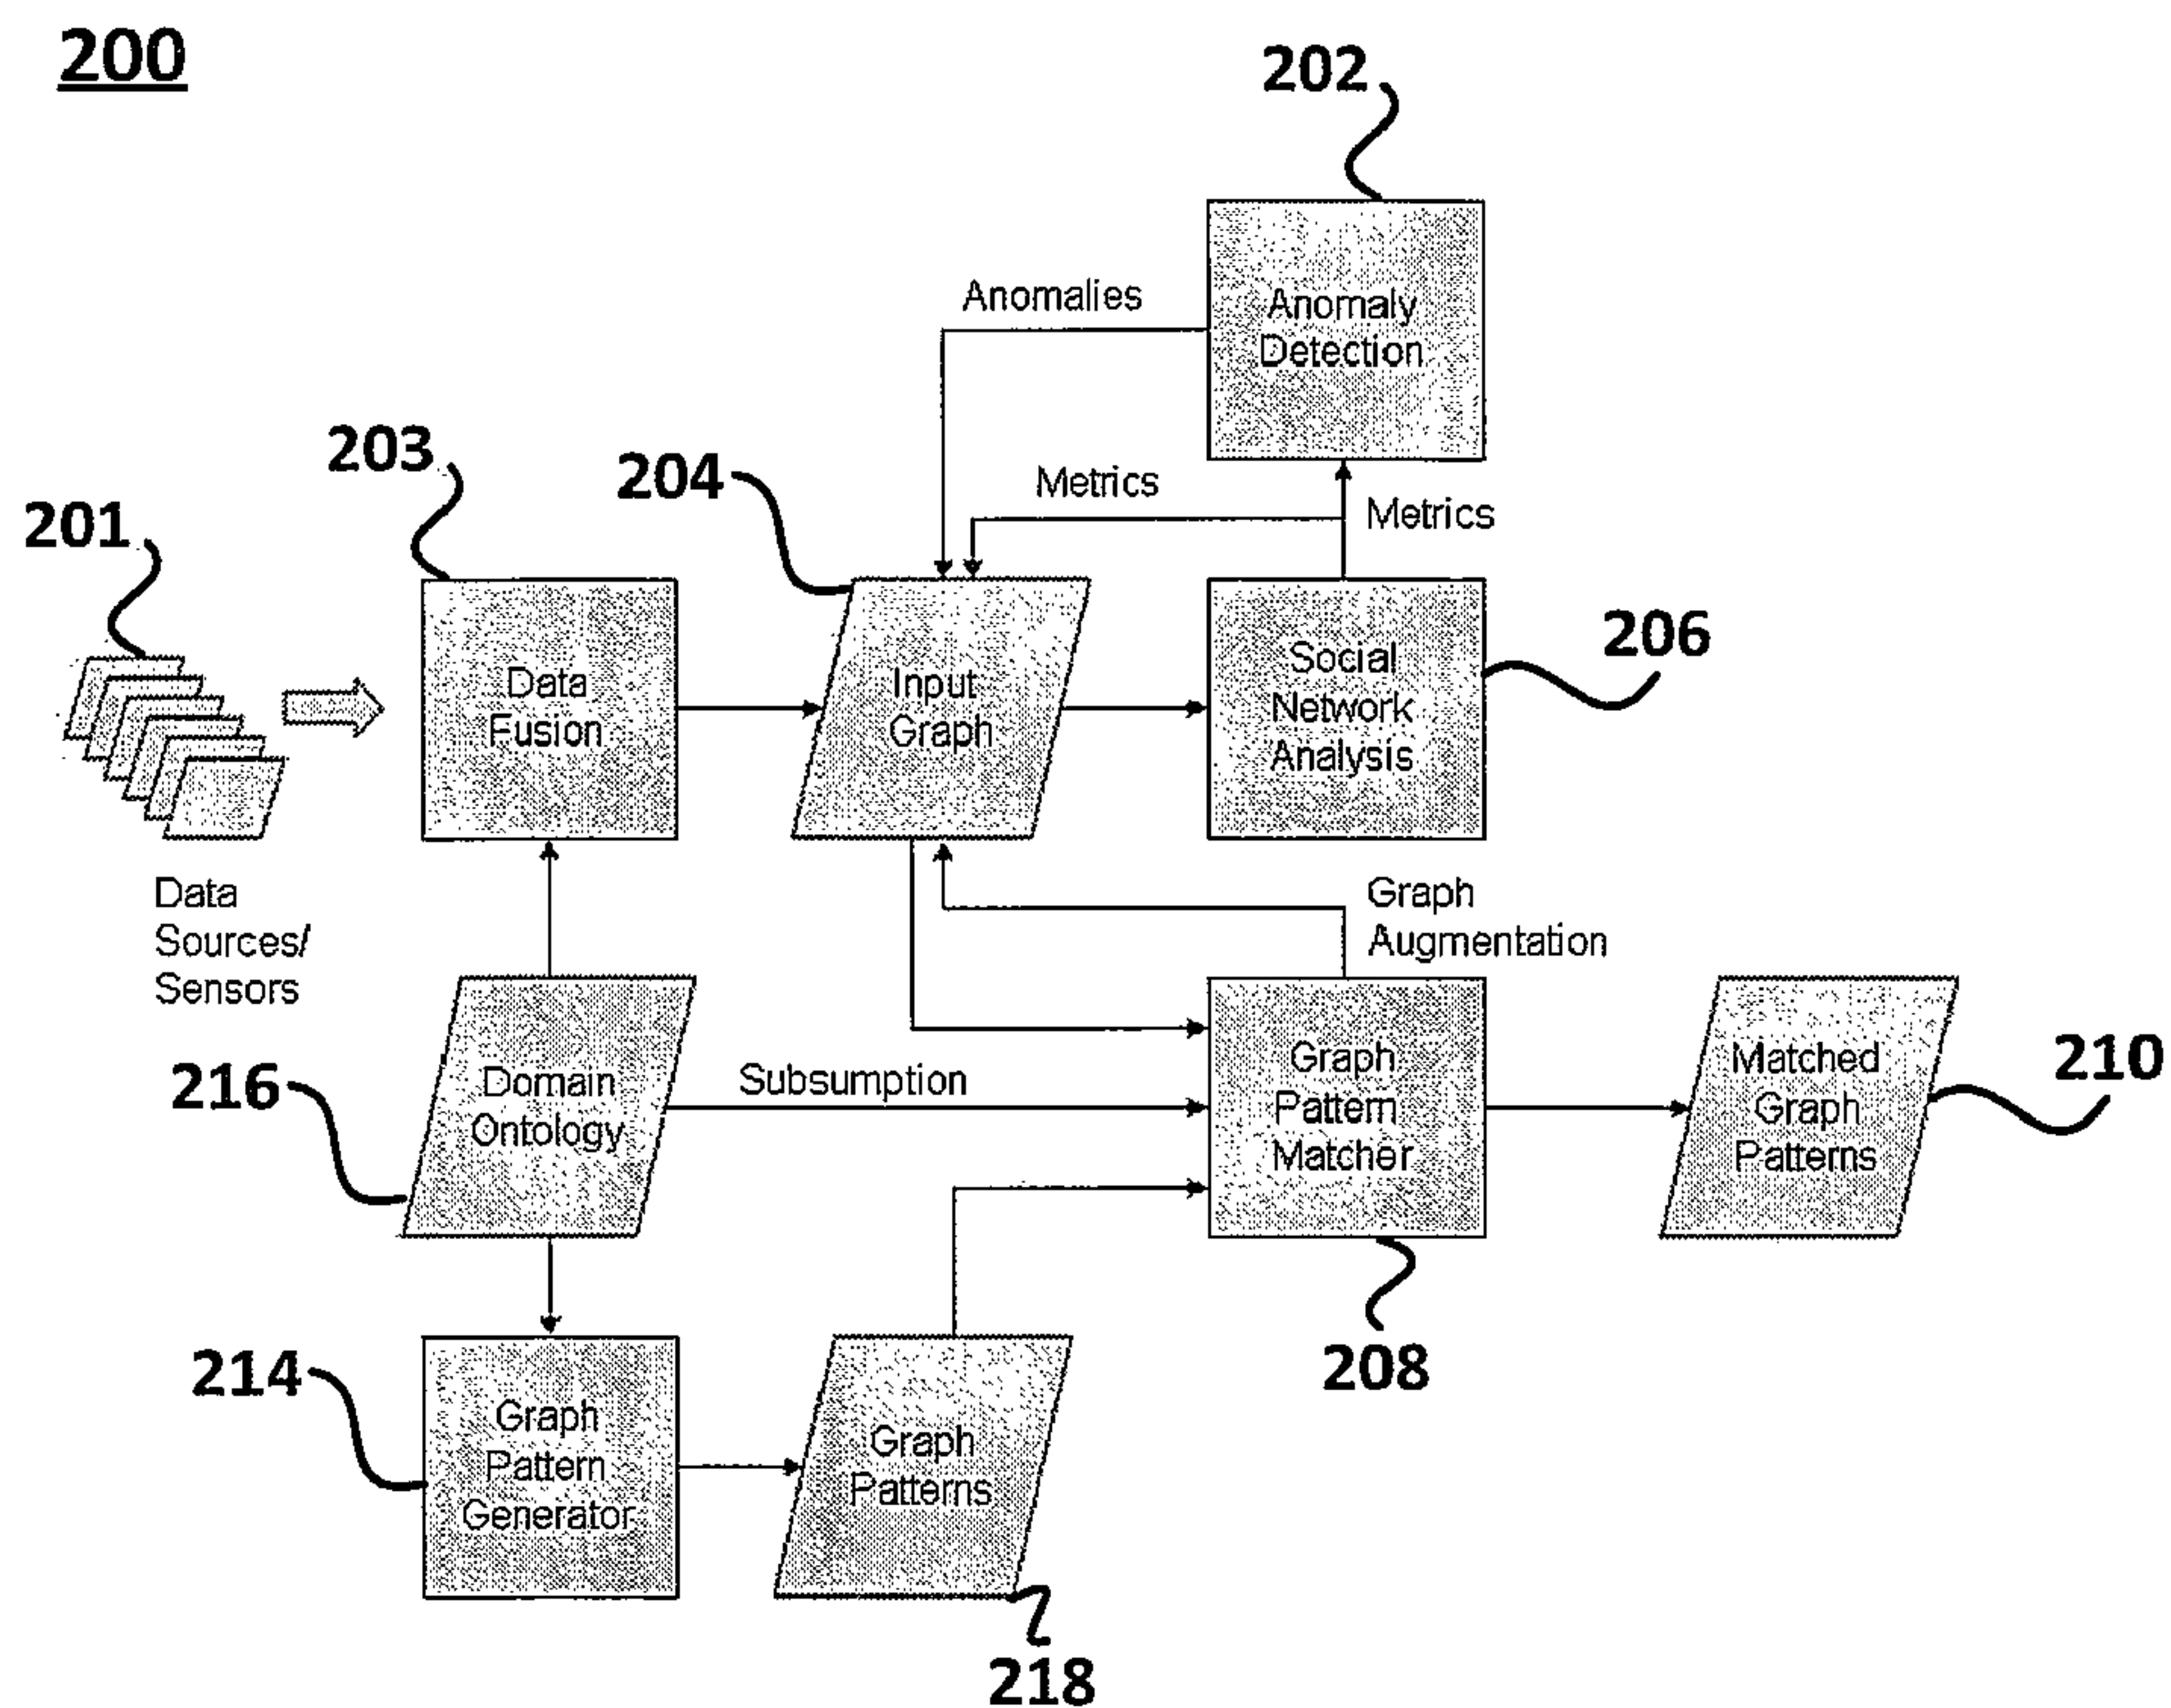 200
202
Anomalies
Anomaly
Detection
203
204
Metrics
Metrics
201
Data
Fusion
Input
Graph
Social
Network
Analysis
206
Data
Sources/
Sensors
Graph
Augmentation
216
Domain
Ontology
Subsumption
Graph
Pattern
Matcher
Matched
Graph
Patterns
210
208
214
Graph
Pattern
Generator
Graph
Patterns
218